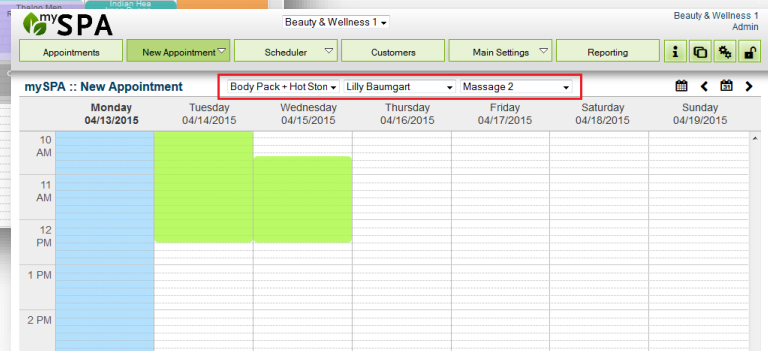 Thelgn Men
Indian Hea
my
SPA
Beauty & Wellness 1
Beauty & Wellness 1
Admin
Appointments
New Appointment
Scheduler
Customers
Main Settings
Reporting
mySPA :: New Appointment
Body Pack + Hot Ston
Lilly Baumgart
Massage 2
Monday
04/13/2015
Tuesday
04/14/2015
Wednesday
04/15/2015
Thursday
04/16/2015
Friday
04/17/2015
Saturday
04/18/2015
Sunday
04/19/2015
10
AM
11
AM
12
PM
1 PM
2 PM